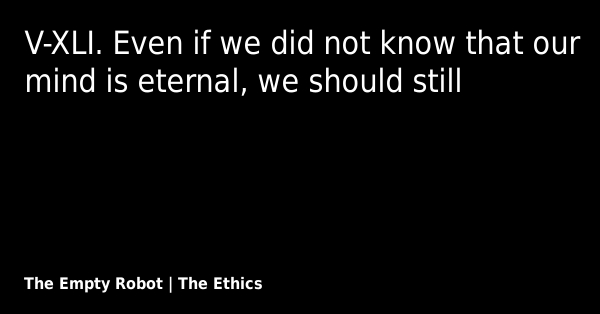 V-XLI. Even if we did not know that our
mind is eternal, we should still
The Empty Robot | The Ethics